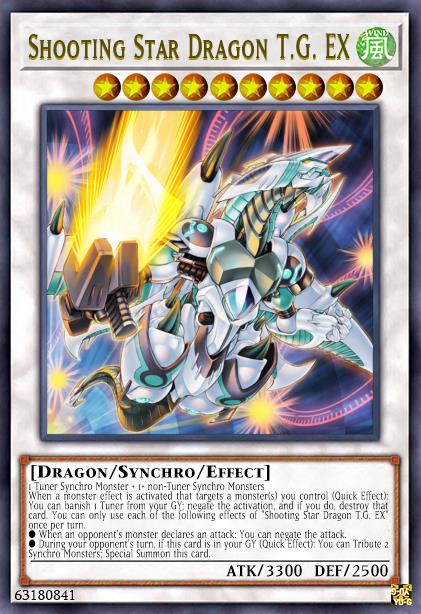 SHOOTING STAR DRAGON T.G. EX
WIND
風
[DRAGON/SYNCHRO/EFFECT]
1 Tuner Synchro Monster + 1+ non-Tuner Synchro Monsters
When a monster effect is activated that targets a monster(s) you control (Quick Effect):
You can banish 1 Tuner from your GY; negate the activation, and if you do, destroy that
card. You can only use each of the following effects of "Shooting Star Dragon T.G. EX"
once per turn.
● When an opponent's monster declares an attack: You can negate the attack.
● During your opponent's turn, if this card is in your GY (Quick Effect): You can Tribute 2
Synchro Monsters; Special Summon this card.
ATK/3300 DEF/2500
63180841